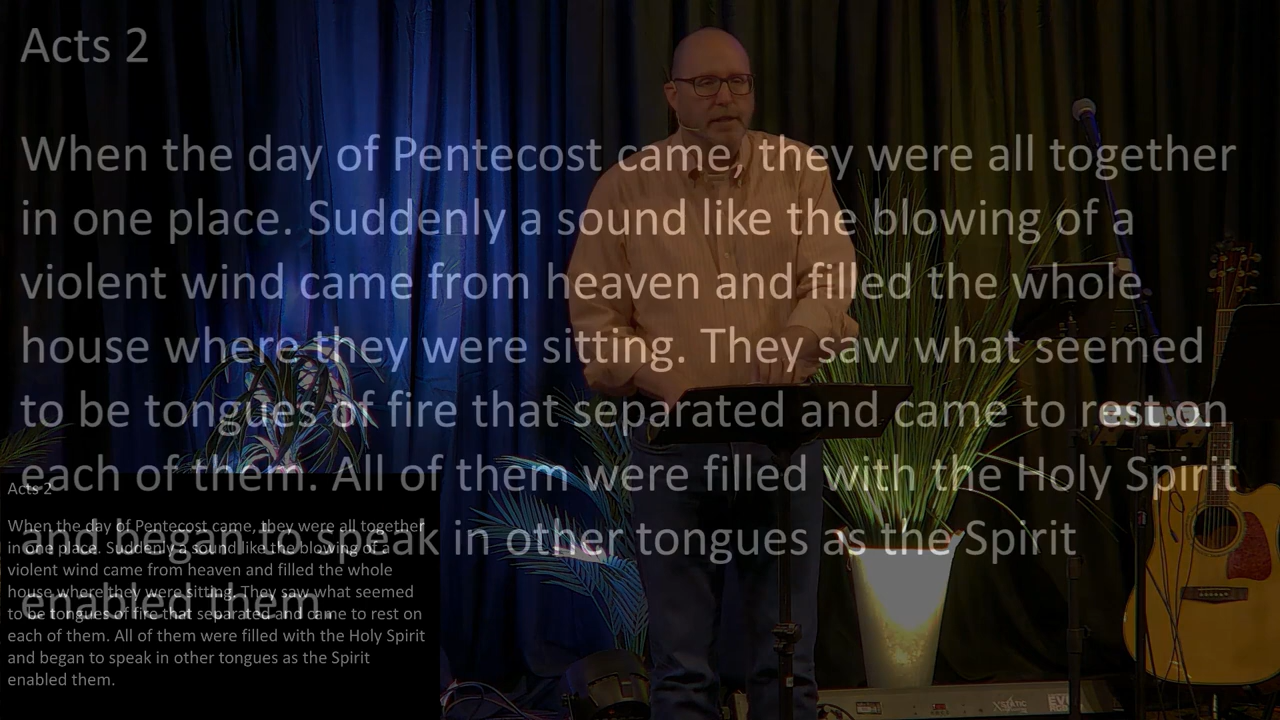 Acts 2
When the day of Pentecost came, they were all together
in one place. Suddenly a sound like the blowing of a
violent wind came from heaven and filled the whole
house where they were sitting. They saw what seemed
to be tongues of fire that separated and came to rest on
each of them. All of them were filled with the Holy Spirit
and began to speak in other tongues as the Spirit
enabled them.
Acts 2
When the day of Pentecost came, they were all together
in one place. Suddenly a sound like the blowing of a
violent wind came from heaven and filled the whole
house where they were sitting. They saw what seemed
to be tongues of fire that separated and came to rest on
each of them. All of them were filled with the Holy Spirit
and began to speak in other tongues as the Spirit
enabled them.